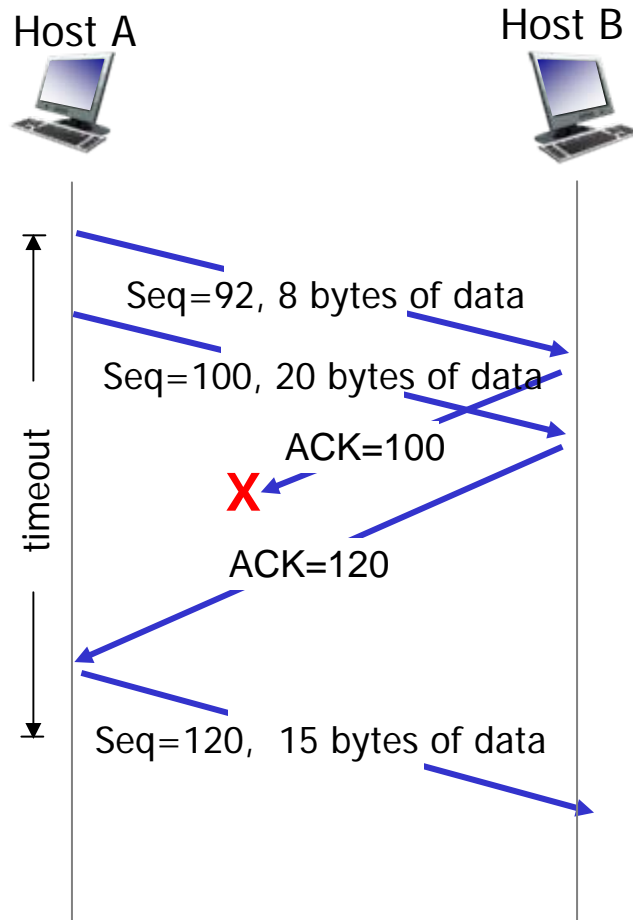 Host A
Host B
Seq=92, 8 bytes of data
Seq=100, 20 bytes of data
timeout
ACK=100
X
ACK=120
Seq=120, 15 bytes of data